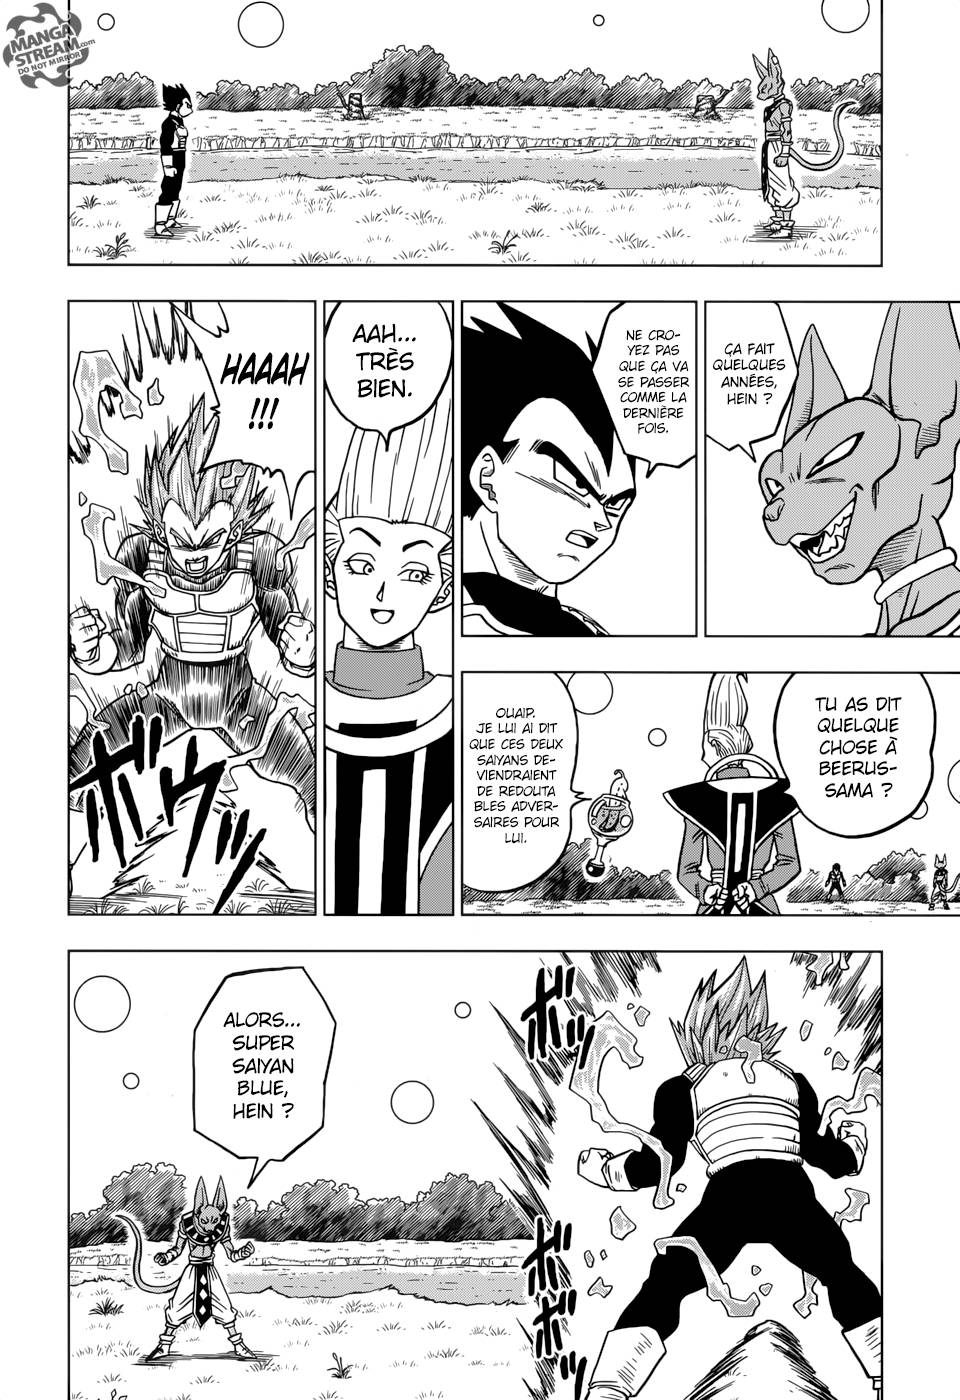 MANGA
STREAM.com
DO NOT MIRROR
ÇA FAIT
QUELQUES
ANNÉES,
HEIN ?
NE CRO-
YEZ PAS
QUE ÇA VA
SE PASSER
COMME LA
DERNIÈRE
FOIS.
AAH...
TRÈS
BIEN.
HAAAH
!!!
ボウッ
TU AS DIT
QUELQUE
CHOSE À
BEERUS-
SAMA ?
OUAIP.
JE LUI AI DIT
QUE CES DEUX
SAIYANS DE-
VIENDRAIENT
DE REDOUTA
BLES ADVER-
SAIRES POUR
LUI.
ボッ
ボボボ
ALORS...
SUPER
SAIYAN
BLUE,
HEIN ?